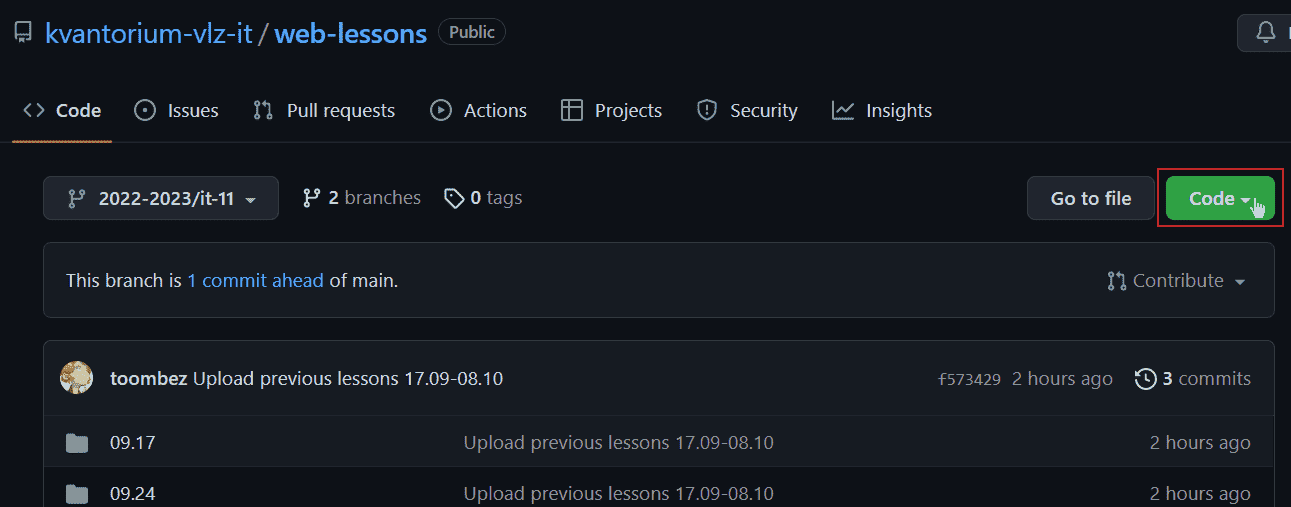 kvantorium-vlz-it / web-lessons Public
Code Issues Pull requests Actions Projects Security Insights
2022-2023/it-11 2 branches 0 tags Go to file Code
This branch is 1 commit ahead of main. Contribute
toombez Upload previous lessons 17.09-08.10 f573429 2 hours ago 3 commits
09.17 Upload previous lessons 17.09-08.10 2 hours ago
09.24 Upload previous lessons 17.09-08.10 2 hours ago